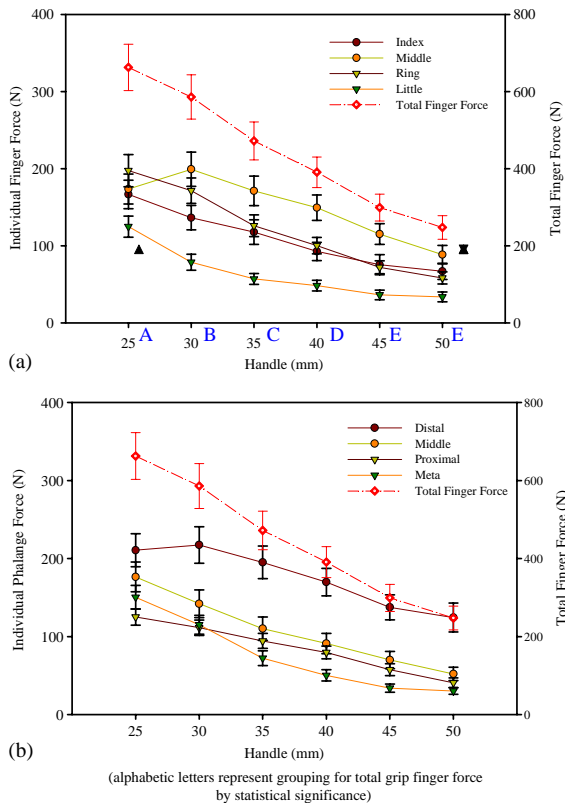 400
300
200
100
0
Individual Finger Force (N)
Index
Middle
Ring
Little
Total Finger Force
800
600
400
200
0
Total Finger Force (N)
25 30 35 40 45 50
A B C D E E
Handle (mm)
(a)
400
300
200
100
0
Individual Phalange Force (N)
Distal
Middle
Proximal
Meta
Total Finger Force
800
600
400
200
0
Total Finger Force (N)
25 30 35 40 45 50
Handle (mm)
(b)
(alphabetic letters represent grouping for total grip finger force
by statistical significance)